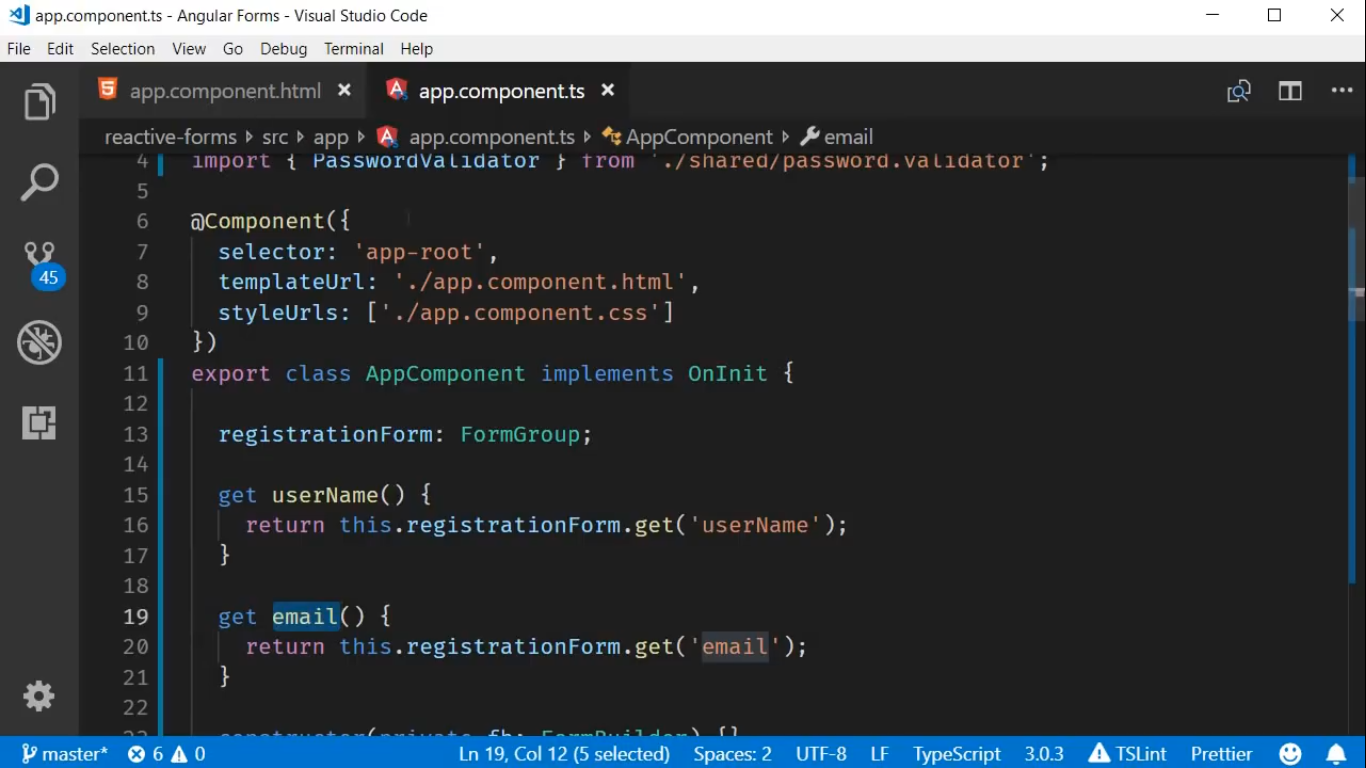 app.component.ts - Angular Forms - Visual Studio Code
File Edit Selection View Go Debug Terminal Help
app.component.html app.component.ts
reactive-forms src app app.component.ts AppComponent email
4 import { PasswordValidator } from './shared/password.validator';
5
6 @Component({
7 selector: 'app-root',
8 templateUrl: './app.component.html',
9 styleUrls: ['./app.component.css']
10 })
11 export class AppComponent implements OnInit {
12
13 registrationForm: FormGroup;
14
15 get userName() {
16 return this.registrationForm.get('userName');
17 }
18
19 get email() {
20 return this.registrationForm.get('email');
21 }
22
23 constructor(private fb: FormBuilder) {}
45
master* 6 0 Ln 19, Col 12 (5 selected) Spaces: 2 UTF-8 LF TypeScript 3.0.3 TSLint Prettier